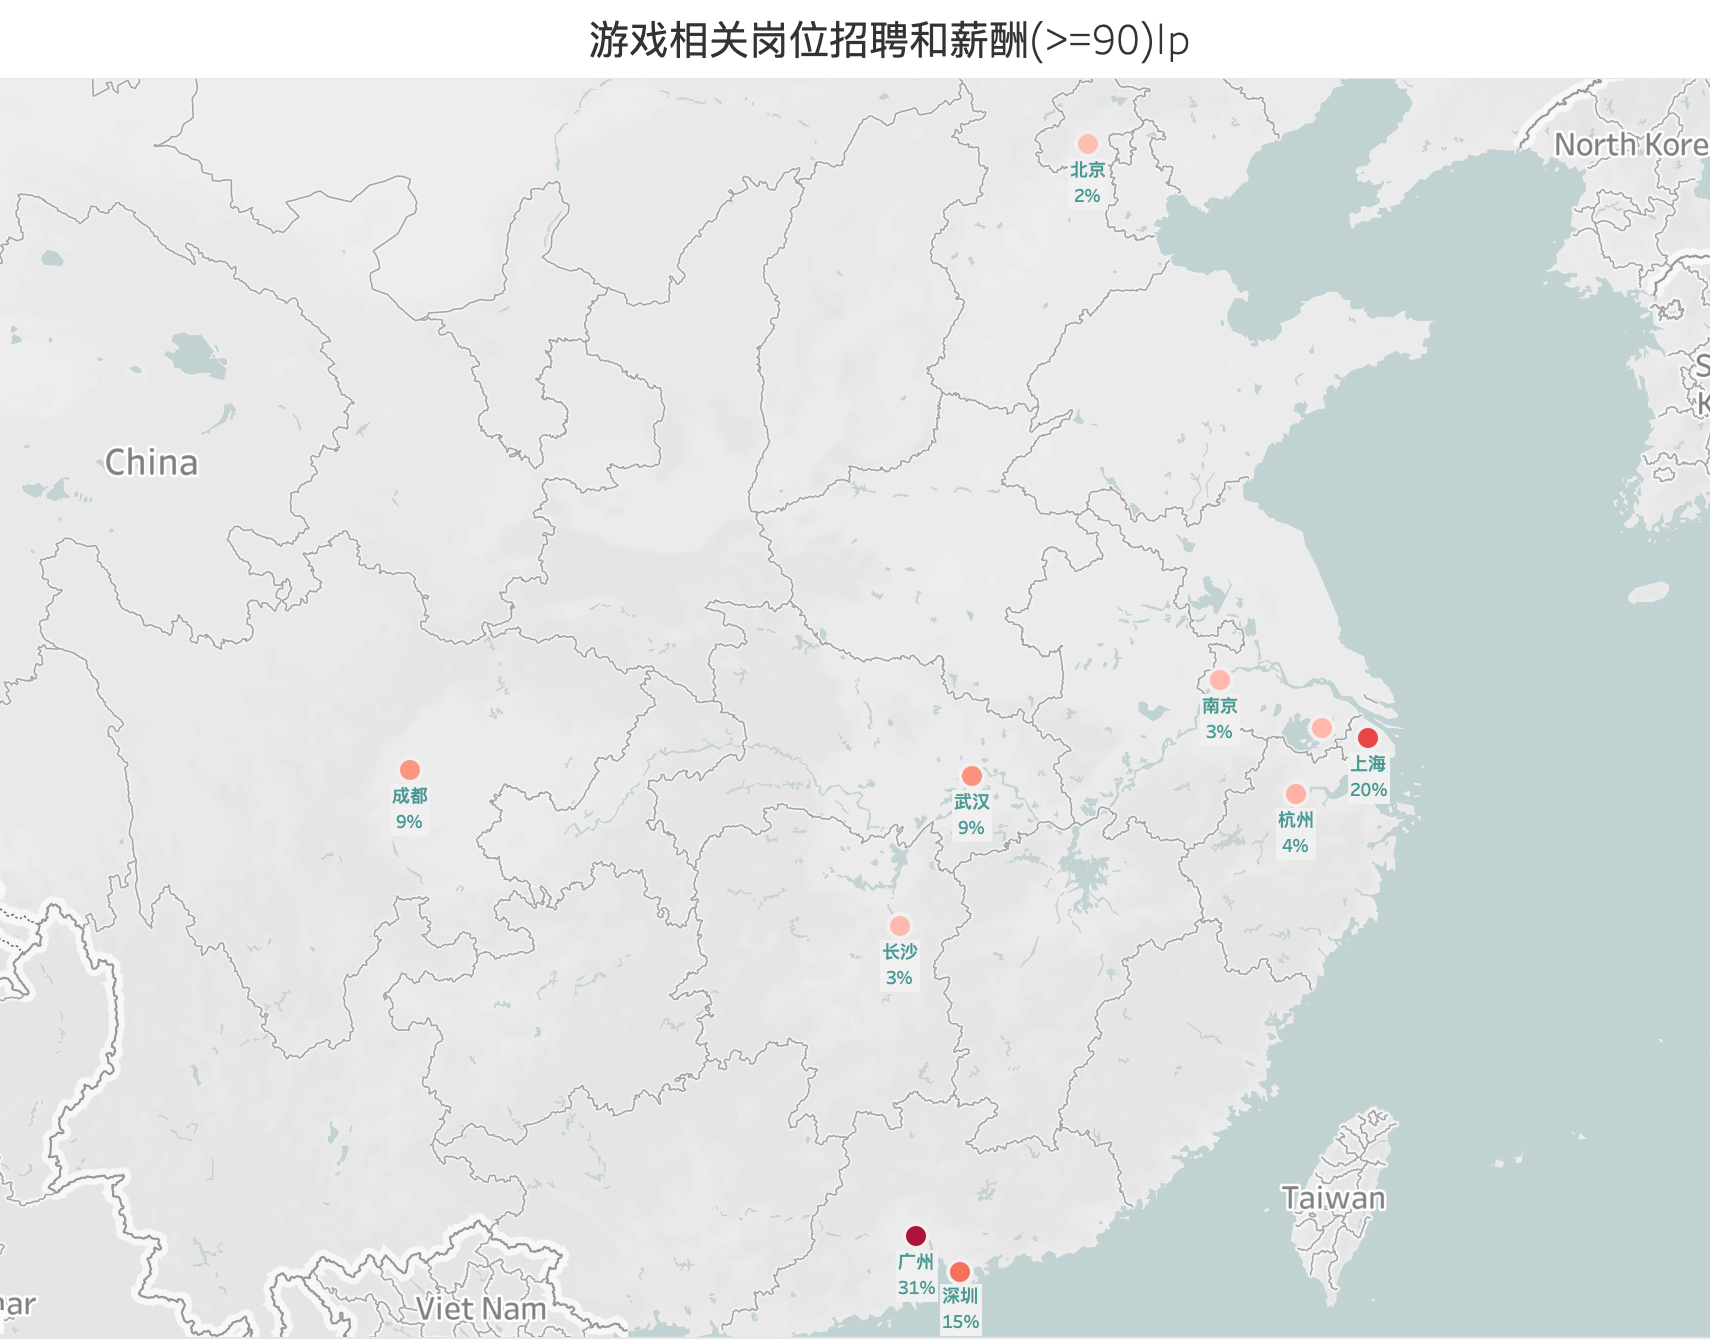 游戏相关岗位招聘和薪酬(>=90)lp
North Kore
北京
2%
S
K
China
南京
3%
上海
20%
成都
9%
武汉
9%
杭州
4%
长沙
3%
Taiwan
广州
31%
深圳
15%
nar
Viet Nam